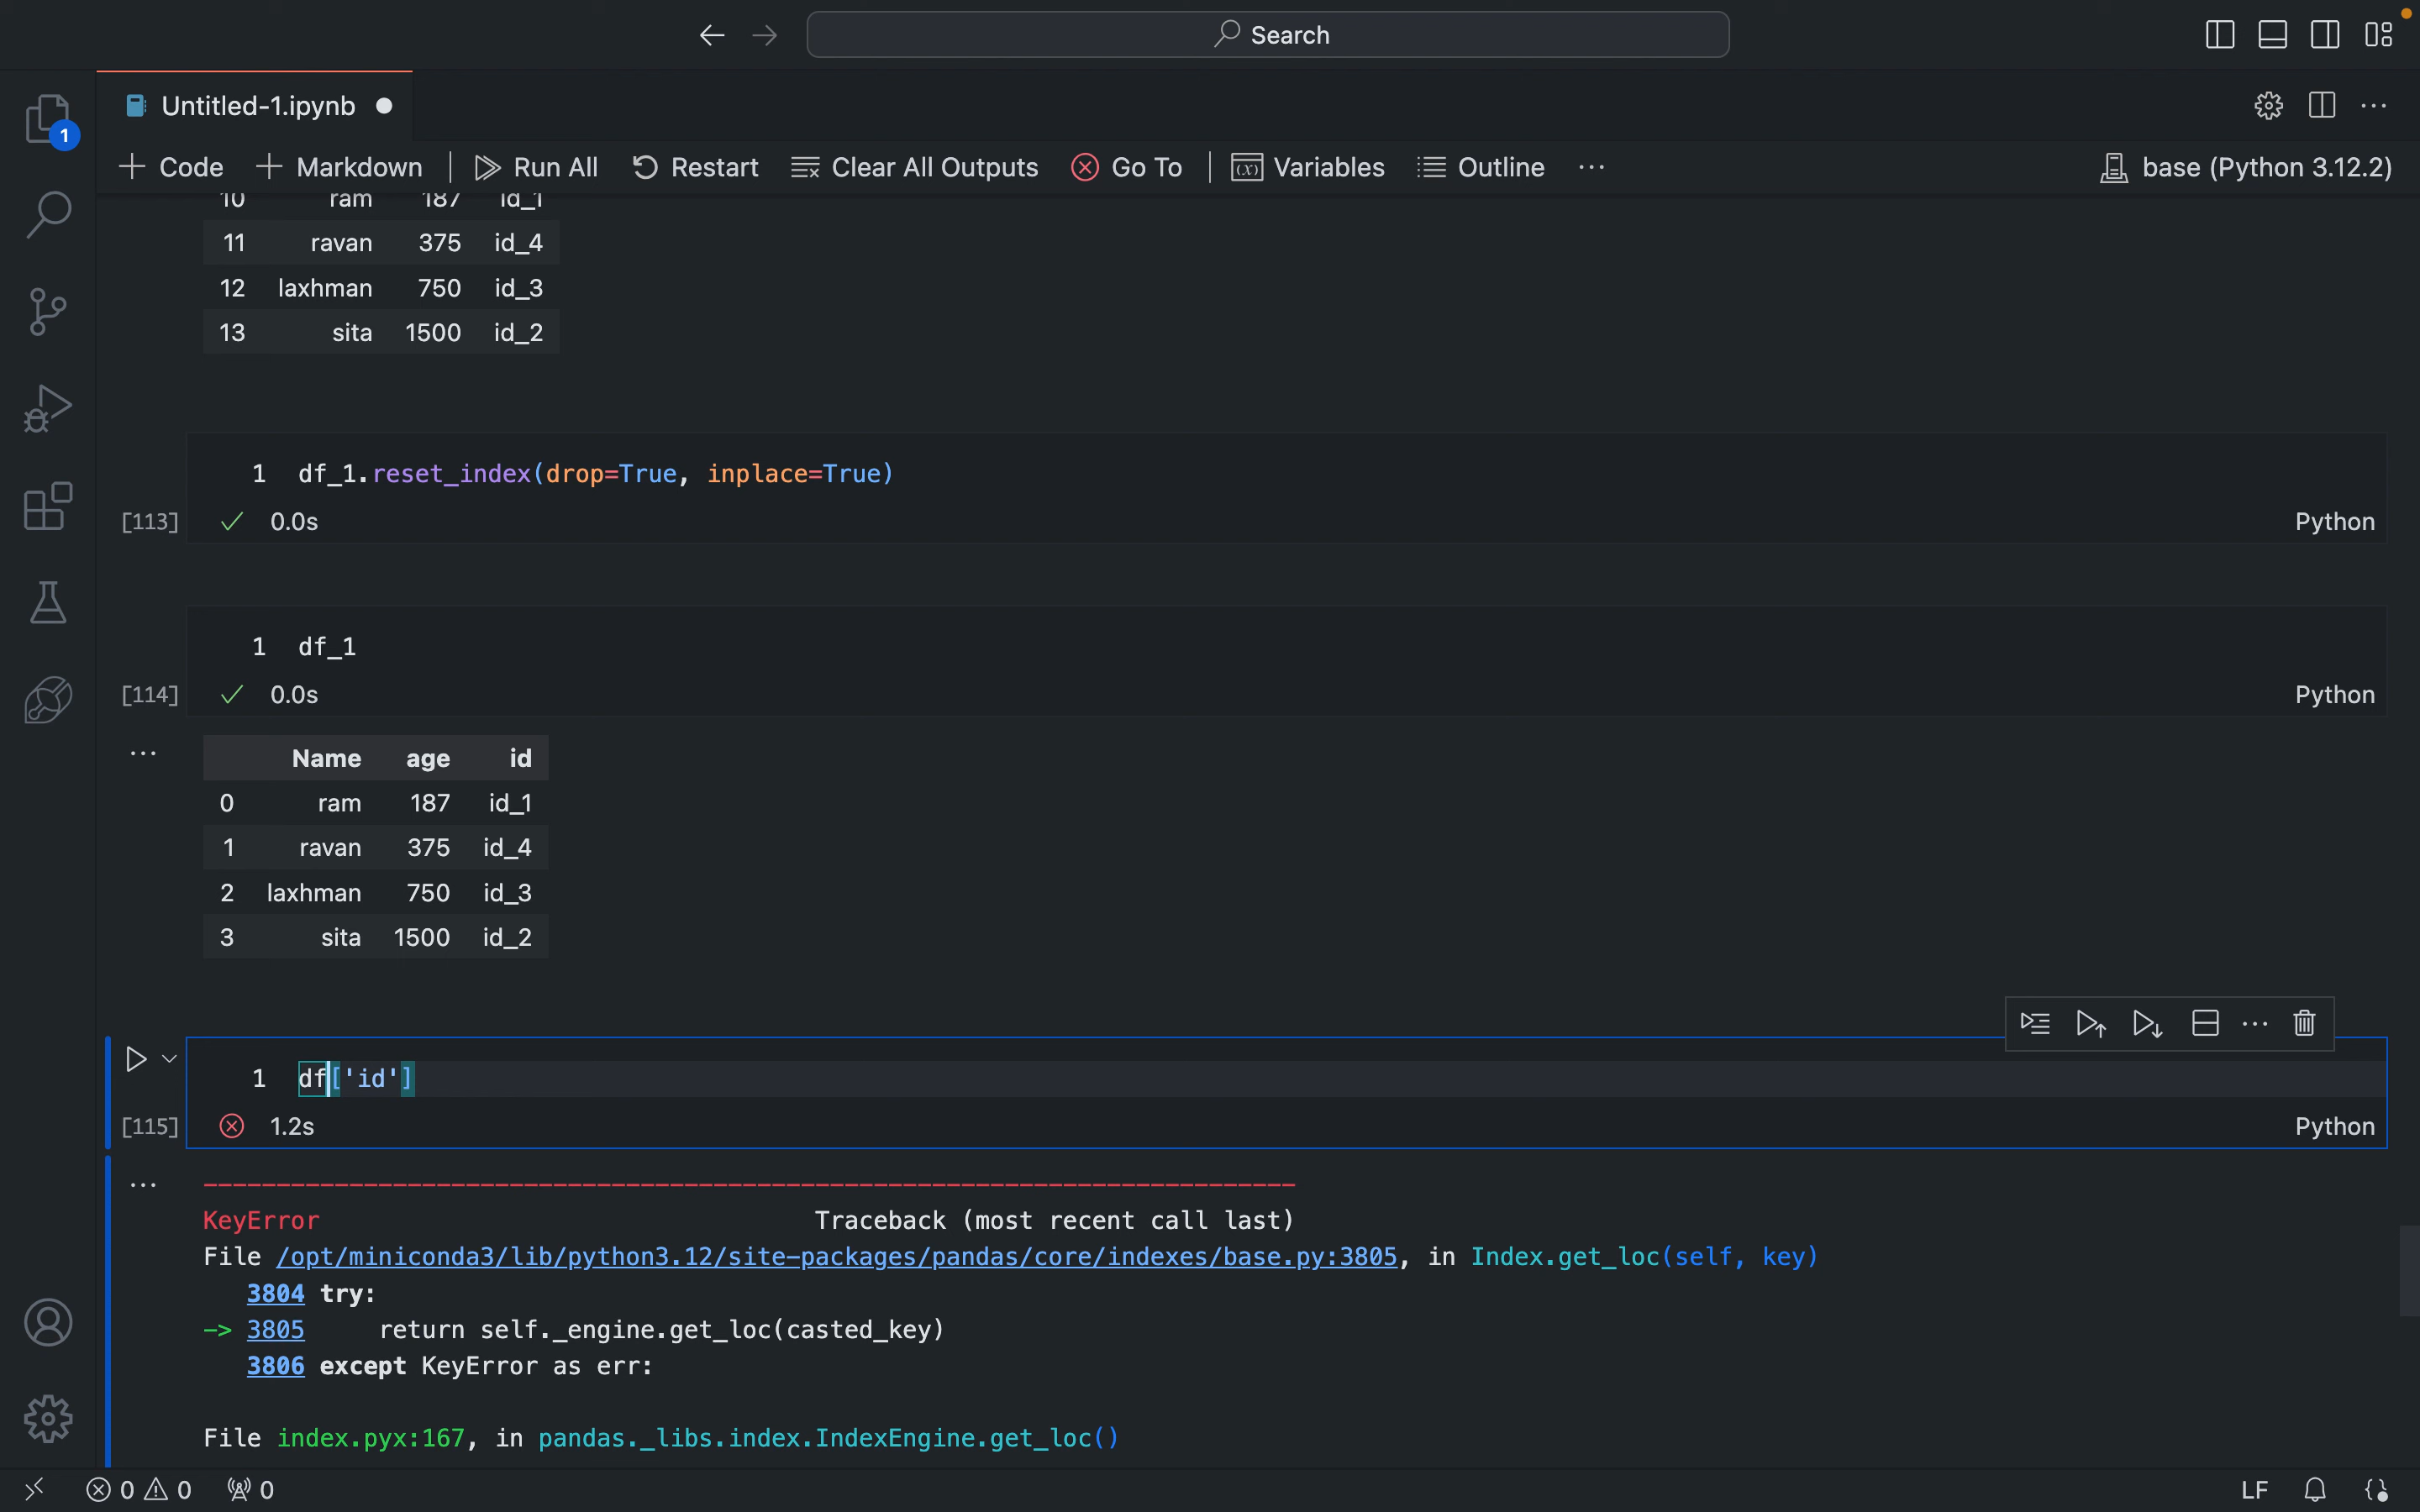 Search
1
Untitled-1.ipynb
Code Markdown Run All Restart Clear All Outputs Go To Variables Outline ... base (Python 3.12.2)
10 ram 187 id_1
11 ravan 375 id_4
12 laxhman 750 id_3
13 sita 1500 id_2
1 df_1.reset_index(drop=True, inplace=True)
[113] 0.0s Python
1 df_1
[114] 0.0s Python
Name age id
0 ram 187 id_1
1 ravan 375 id_4
2 laxhman 750 id_3
3 sita 1500 id_2
1 df['id']
[115] 1.2s Python
---------------------------------------------------------------------------
KeyError Traceback (most recent call last)
File /opt/miniconda3/lib/python3.12/site-packages/pandas/core/indexes/base.py:3805, in Index.get_loc(self, key)
3804 try:
-> 3805 return self._engine.get_loc(casted_key)
3806 except KeyError as err:
File index.pyx:167, in pandas._libs.index.IndexEngine.get_loc()
0 0 0 LF